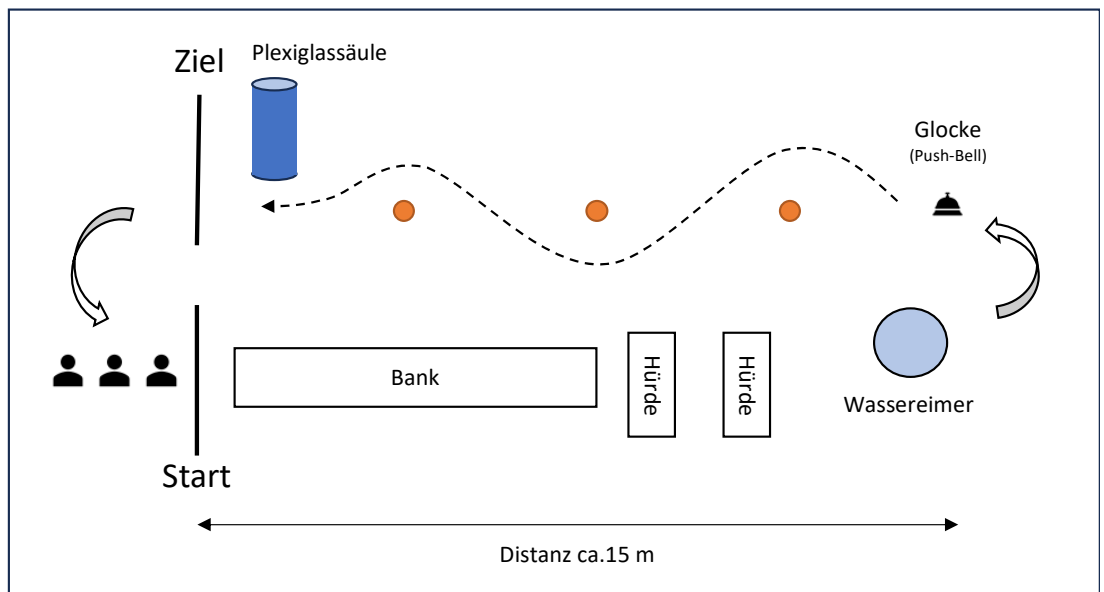 Ziel
Plexiglassäule
Glocke
(Push-Bell)
Bank
Hürde
Hürde
Wassereimer
Start
Distanz ca.15 m